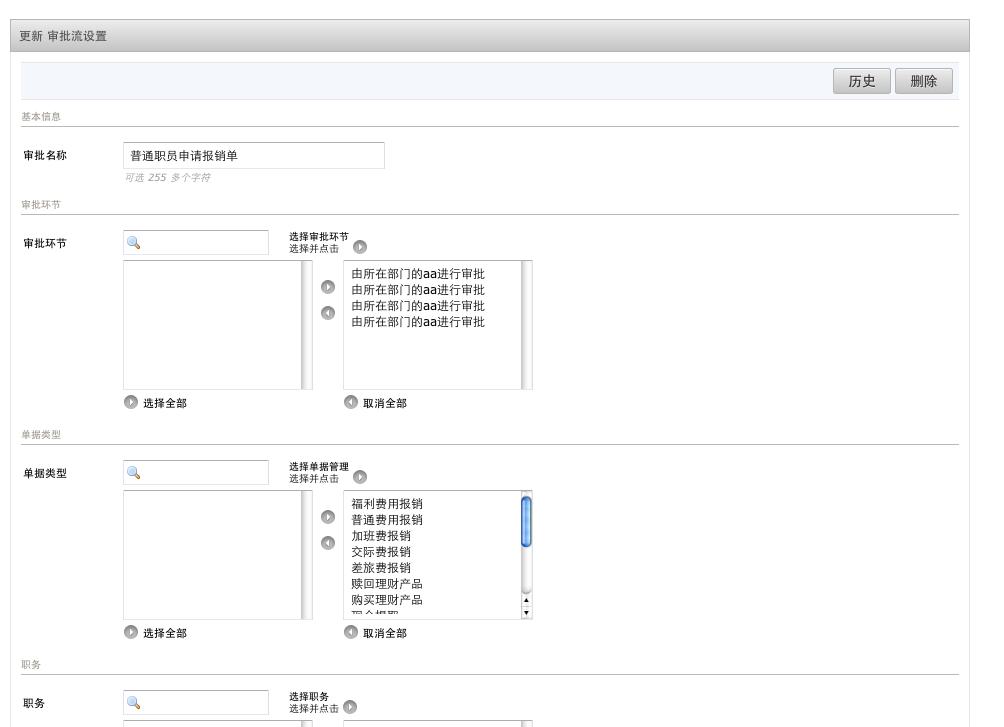 更新 审批流设置
历史 删除
基本信息
审批名称 普通职员申请报销单
可选 255 多个字符
审批环节
审批环节 选择审批环节
选择并点击
由所在部门的aa进行审批
由所在部门的aa进行审批
由所在部门的aa进行审批
由所在部门的aa进行审批
选择全部 取消全部
单据类型
单据类型 选择单据管理
选择并点击
福利费用报销
普通费用报销
加班费报销
交际费报销
差旅费报销
赎回理财产品
购买理财产品
选择全部 取消全部
职务
职务 选择职务
选择并点击